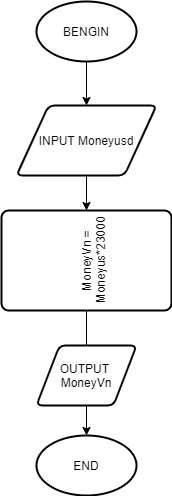 BENGIN
INPUT Moneyusd
MoneyVn =
Moneyus*23000
OUTPUT
MoneyVn
END